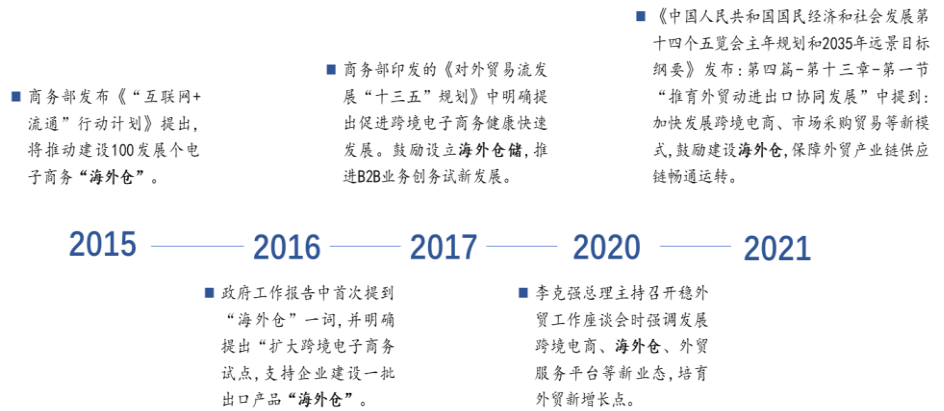 商务部发布《“互联网+
流通”行动计划》提出,
将推动建设100发展个电
子商务“海外仓”。
商务部印发的《对外贸易流发
展“十三五”规划》中明确提
出促进跨境电子商务健康快速
发展。鼓励设立海外仓储,推
进B2B业务创务试新发展。
《中国人民共和国国民经济和社会发展第
十四个五览会主年规划和2035年远景目标
纲要》发布:第四篇-第十三章-第一节
“推育外贸动进出口协同发展”中提到:
加快发展跨境电商、市场采购贸易等新模
式,鼓励建设海外仓,保障外贸产业链供应
链畅通运转。
2015
2016
2017
2020
2021
政府工作报告中首次提到
“海外仓”一词,并明确
提出“扩大跨境电子商务
试点,支持企业建设一批
出口产品“海外仓”。
李克强总理主持召开稳外
贸工作座谈会时强调发展
跨境电商、海外仓、外贸
服务平台等新业态,培育
外贸新增长点。